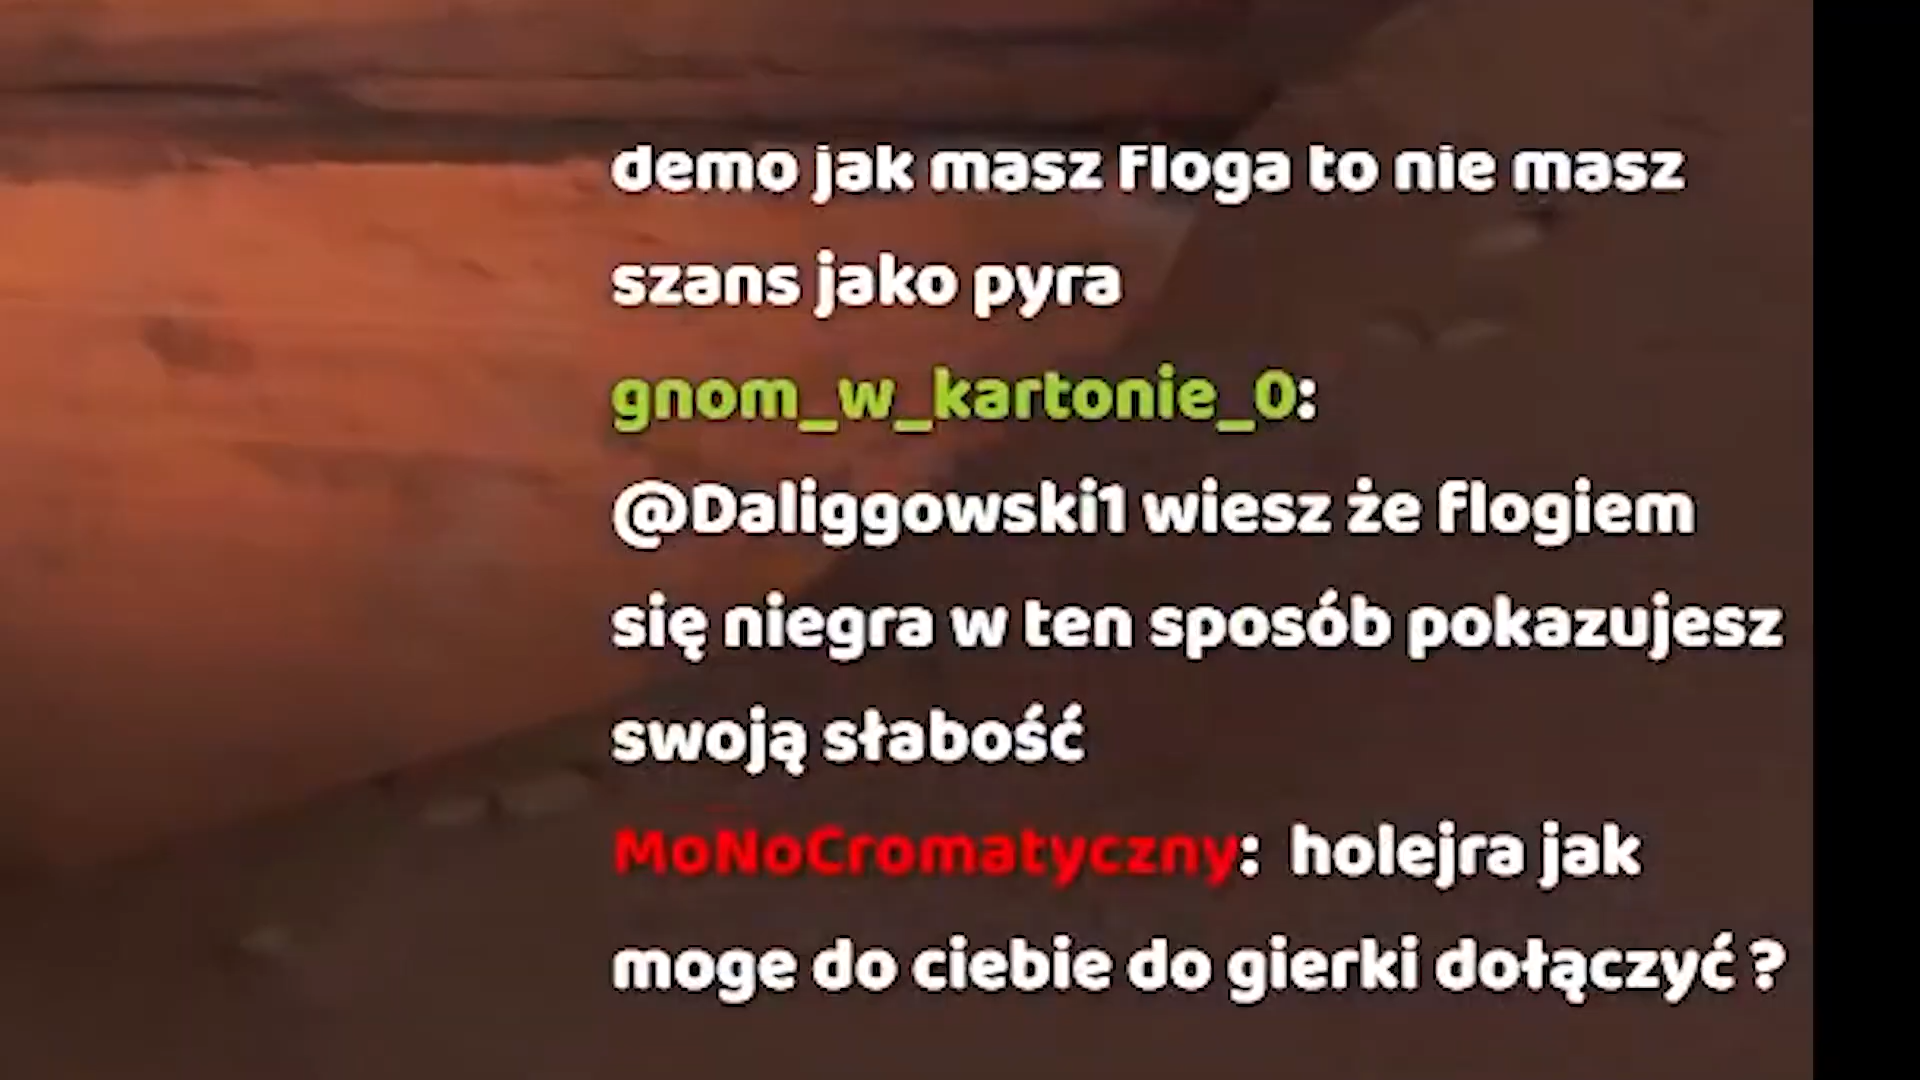 demo jak masz floga to nie masz
szans jako pyra
gnom_w_kartonie_0:
@Daliggowski1 wiesz że flogiem
się niegra w ten sposób pokazujesz
swoją słabość
MoNoCromatyczny: holejra jak
moge do ciebie do gierki dołączyć ?